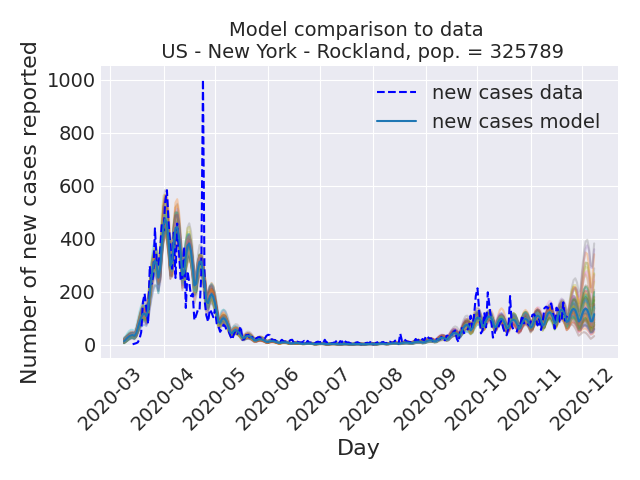 Model comparison to data
US - New York - Rockland, pop. = 325789
Number of new cases reported
1000
800
600
400
200
0
new cases data
new cases model
2020-03
2020-04
2020-05
2020-06
2020-07
2020-08
2020-09
2020-10
2020-11
2020-12
Day